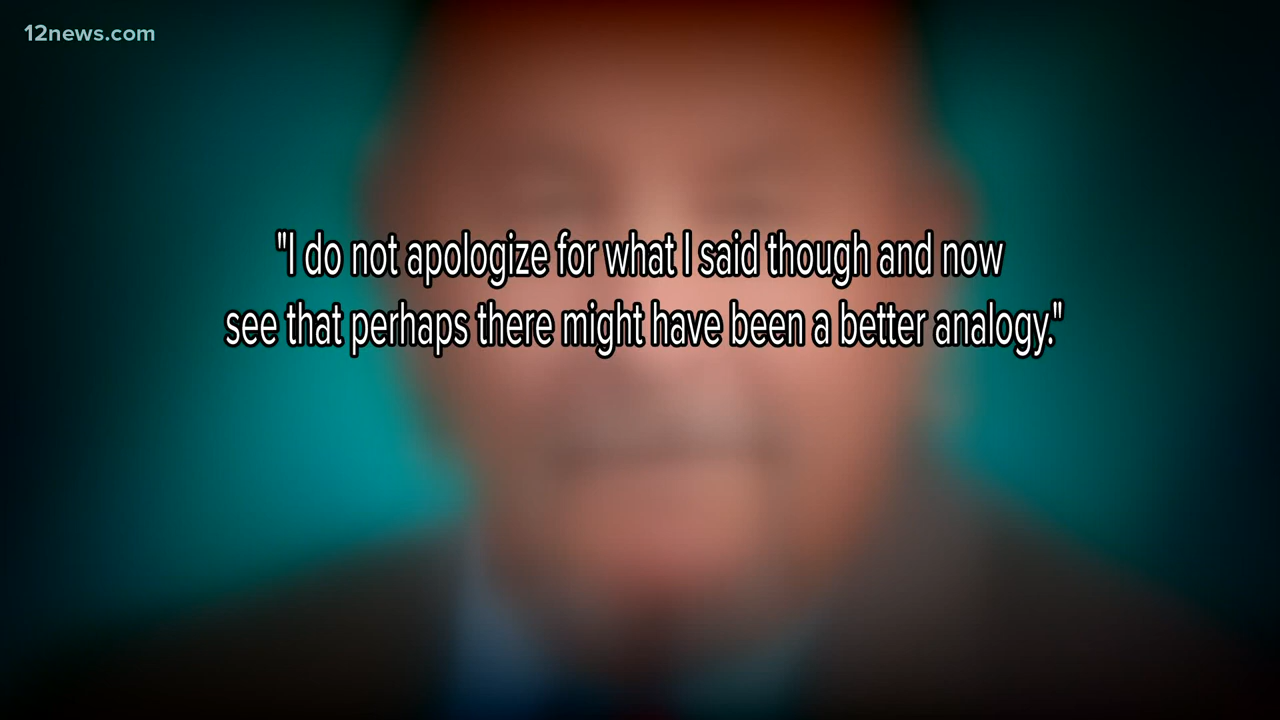 12news.com
"I do not apologize for what I said though and now
see that perhaps there might have been a better analogy."